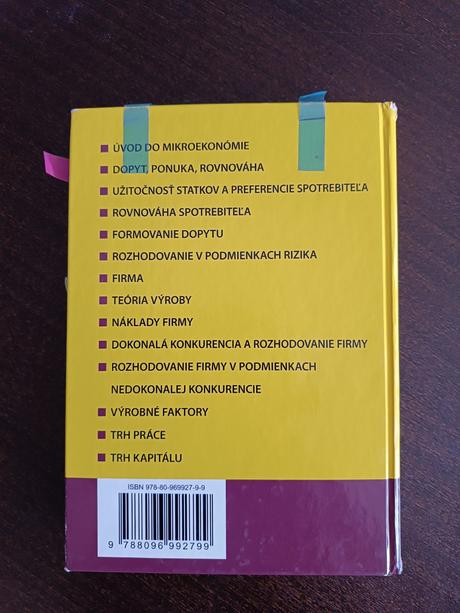 ■ ÚVOD DO MIKROEKONÓMIE
■ DOPYT, PONUKA, ROVNOVÁHA
■ UŽITOČNOSŤ STATKOV A PREFERENCIE SPOTREBITEĽA
■ ROVNOVÁHA SPOTREBITEĽA
■ FORMOVANIE DOPYTU
■ ROZHODOVANIE V PODMIENKACH RIZIKA
■ FIRMA
■ TEÓRIA VÝROBY
■ NÁKLADY FIRMY
■ DOKONALÁ KONKURENCIA A ROZHODOVANIE FIRMY
■ ROZHODOVANIE FIRMY V PODMIENKACH
NEDOKONALEJ KONKURENCIE
■ VÝROBNÉ FAKTORY
■ TRH PRÁCE
■ TRH KAPITÁLU
ISBN 978-80-969927-9-9
9 788096 992799